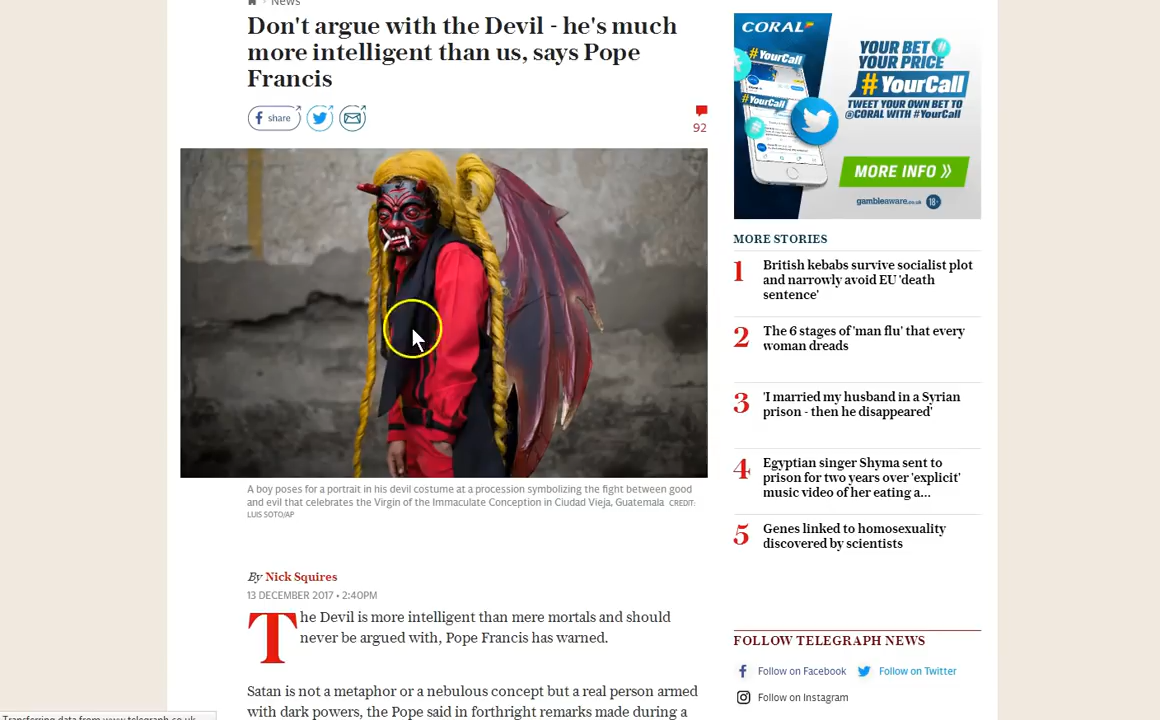 News
Don't argue with the Devil - he's much
more intelligent than us, says Pope
Francis
share
92
A boy poses for a portrait in his devil costume at a procession symbolizing the fight between good
and evil that celebrates the Virgin of the Immaculate Conception in Ciudad Vieja, Guatemala CREDIT:
LUIS SOTO/AP
By Nick Squires
13 DECEMBER 2017 • 2:40PM
The Devil is more intelligent than mere mortals and should
never be argued with, Pope Francis has warned.
Satan is not a metaphor or a nebulous concept but a real person armed
with dark powers, the Pope said in forthright remarks made during a
CORAL
#YourCall
#YourCall
YOUR BET
YOUR PRICE
#YourCall
TWEET YOUR OWN BET TO
@CORAL WITH #YourCall
MORE INFO »
gambleaware.co.uk 18+
MORE STORIES
1 British kebabs survive socialist plot
and narrowly avoid EU 'death
sentence'
2 The 6 stages of 'man flu' that every
woman dreads
3 'I married my husband in a Syrian
prison - then he disappeared'
4 Egyptian singer Shyma sent to
prison for two years over 'explicit'
music video of her eating a...
5 Genes linked to homosexuality
discovered by scientists
FOLLOW TELEGRAPH NEWS
Follow on Facebook
Follow on Twitter
Follow on Instagram
Transferring data from www.telegraph.co.uk...